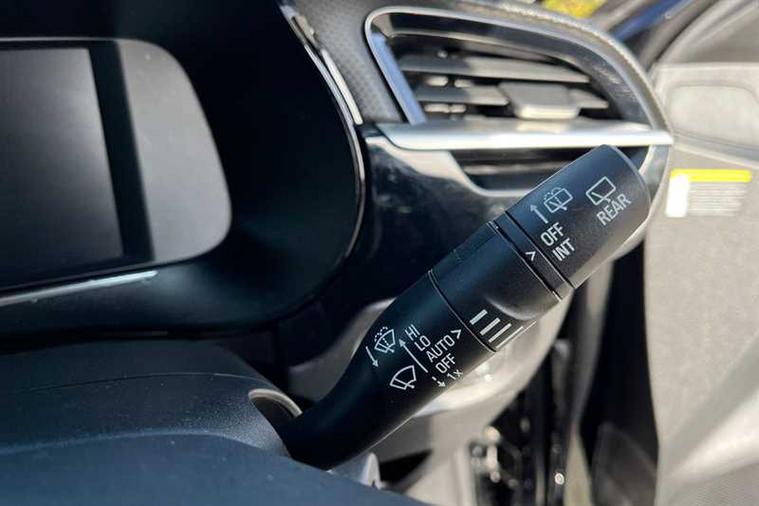 REAR
OFF
INT
>
HI
LO
AUTO >
OFF
1x